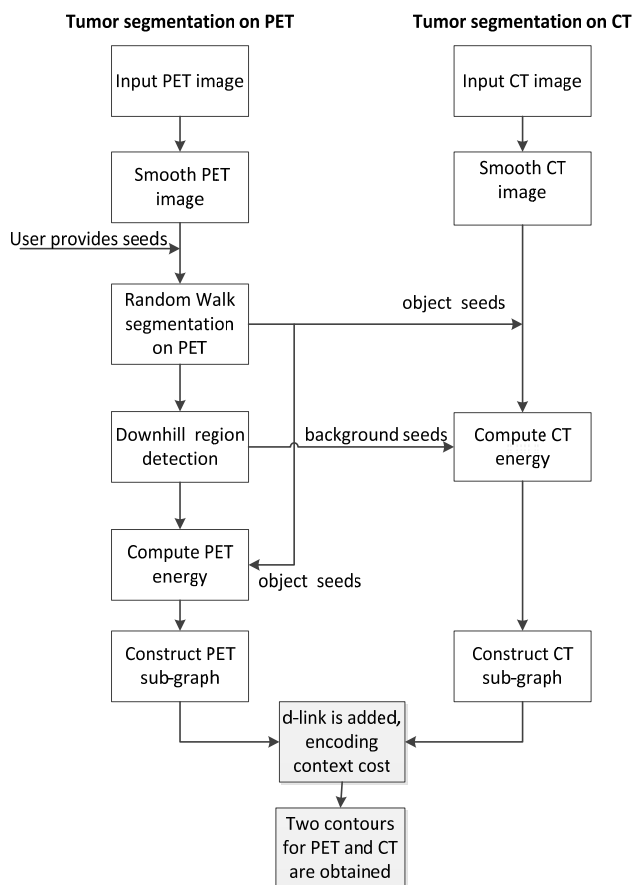 Tumor segmentation on PET
Tumor segmentation on CT
Input PET image
Input CT image
Smooth PET
image
Smooth CT
image
User provides seeds
Random Walk
segmentation
on PET
object seeds
Downhill region
detection
background seeds
Compute CT
energy
Compute PET
energy
object seeds
Construct PET
sub-graph
Construct CT
sub-graph
d-link is added,
encoding
context cost
Two contours
for PET and CT
are obtained